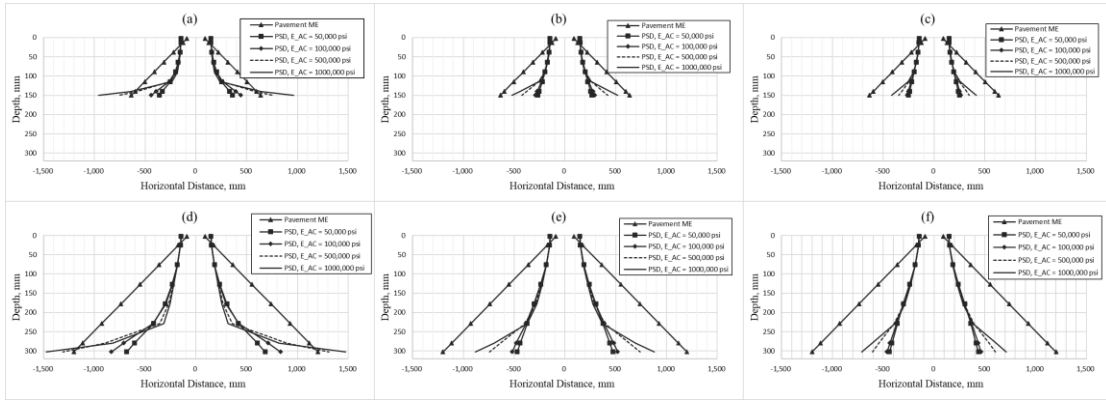 (a)
Pavement ME
PSD, E_AC = 50,000 psi
PSD, E_AC = 100,000 psi
PSD, E_AC = 500,000 psi
PSD, E_AC = 1000,000 psi
0
50
100
150
200
250
300
Depth, mm
-1,500 -1,000 -500 0 500 1,000 1,500
Horizontal Distance, mm
(b)
Pavement ME
PSD, E_AC = 50,000 psi
PSD, E_AC = 100,000 psi
PSD, E_AC = 500,000 psi
PSD, E_AC = 1000,000 psi
0
50
100
150
200
250
300
Depth, mm
-1,500 -1,000 -500 0 500 1,000 1,500
Horizontal Distance, mm
(c)
Pavement ME
PSD, E_AC = 50,000 psi
PSD, E_AC = 100,000 psi
PSD, E_AC = 500,000 psi
PSD, E_AC = 1000,000 psi
0
50
100
150
200
250
300
Depth, mm
-1,500 -1,000 -500 0 500 1,000 1,500
Horizontal Distance, mm
(d)
Pavement ME
PSD, E_AC = 50,000 psi
PSD, E_AC = 100,000 psi
PSD, E_AC = 500,000 psi
PSD, E_AC = 1000,000 psi
0
50
100
150
200
250
300
Depth, mm
-1,500 -1,000 -500 0 500 1,000 1,500
Horizontal Distance, mm
(e)
Pavement ME
PSD, E_AC = 50,000 psi
PSD, E_AC = 100,000 psi
PSD, E_AC = 500,000 psi
PSD, E_AC = 1000,000 psi
0
50
100
150
200
250
300
Depth, mm
-1,500 -1,000 -500 0 500 1,000 1,500
Horizontal Distance, mm
(f)
Pavement ME
PSD, E_AC = 50,000 psi
PSD, E_AC = 100,000 psi
PSD, E_AC = 500,000 psi
PSD, E_AC = 1000,000 psi
0
50
100
150
200
250
300
Depth, mm
-1,500 -1,000 -500 0 500 1,000 1,500
Horizontal Distance, mm